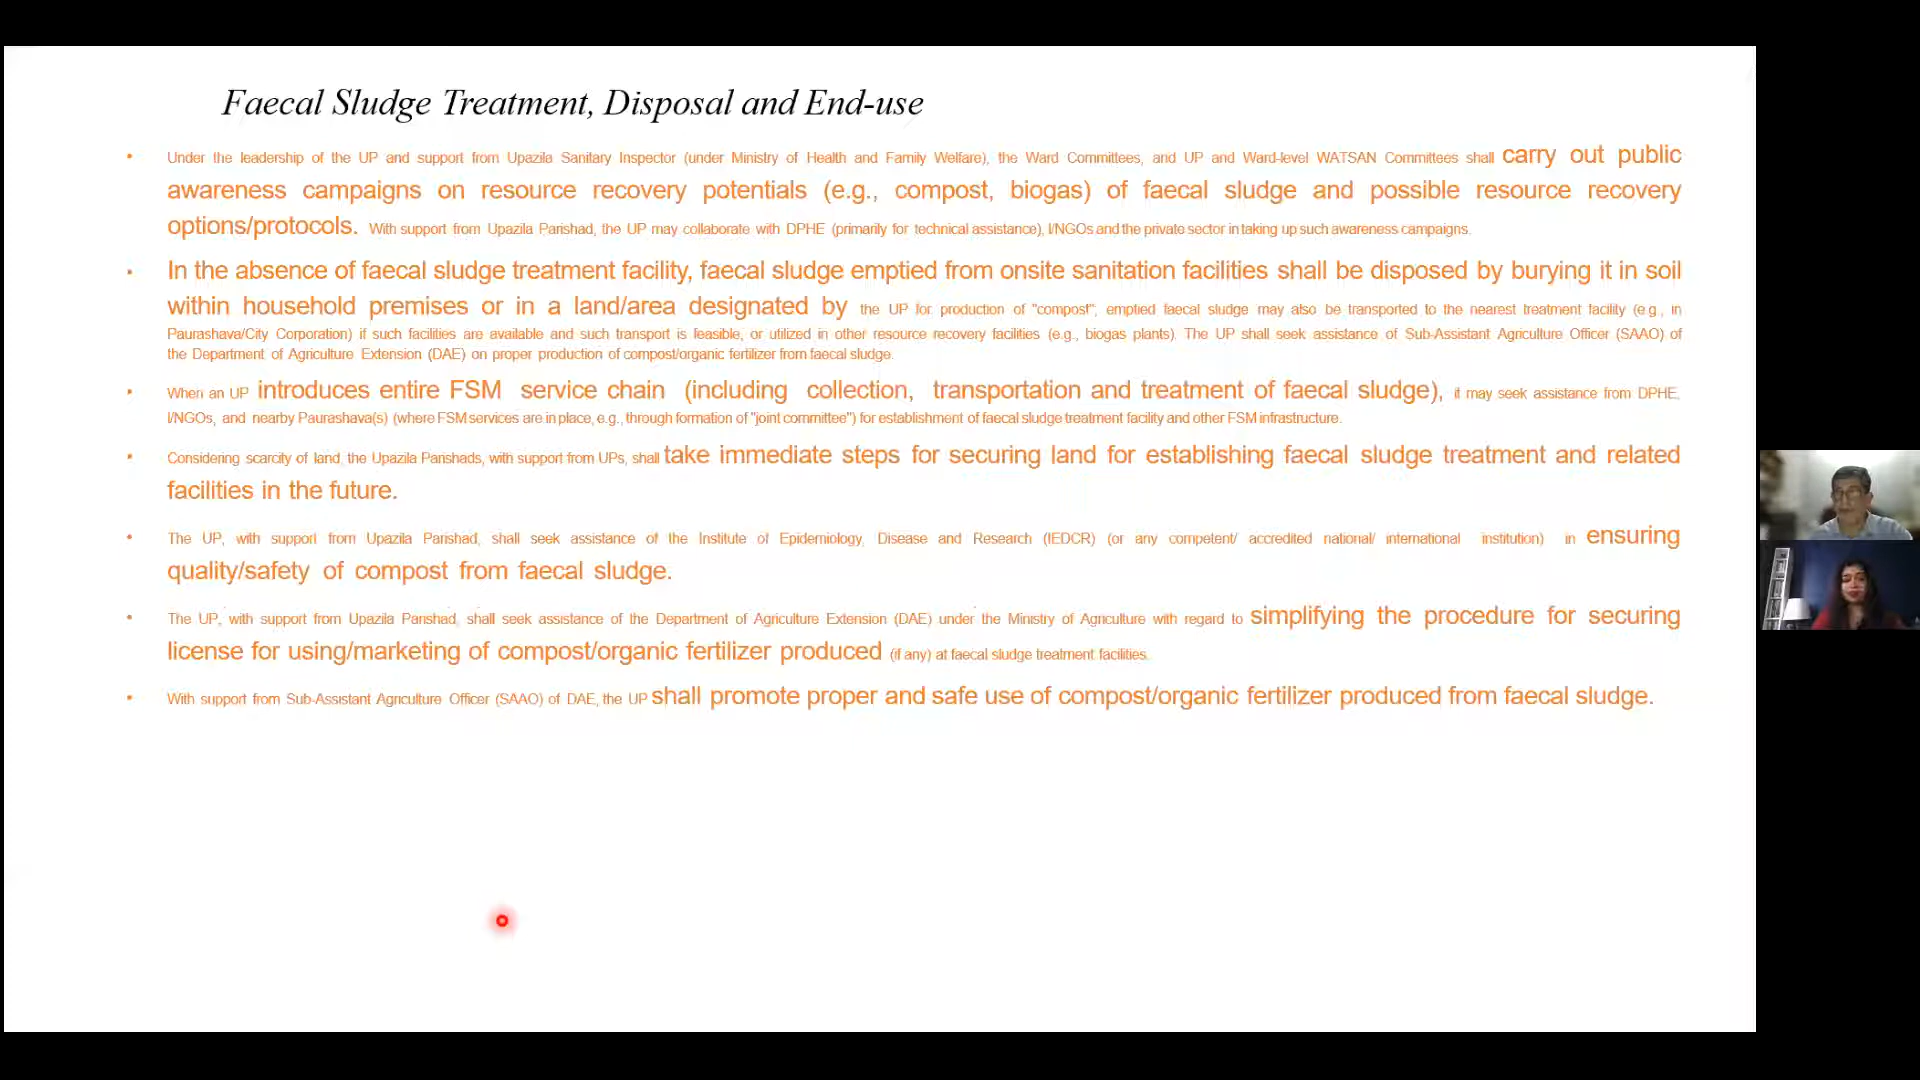 Faecal Sludge Treatment, Disposal and End-use
• Under the leadership of the UP and support from Upazila Sanitary Inspector (under Ministry of Health and Family Welfare), the Ward Committees, and UP and Ward-level WATSAN Committees shall carry out public
awareness campaigns on resource recovery potentials (e.g., compost, biogas) of faecal sludge and possible resource recovery
options/protocols. With support from Upazila Parishad, the UP may collaborate with DPHE (primarily for technical assistance), I/NGOs and the private sector in taking up such awareness campaigns.
• In the absence of faecal sludge treatment facility, faecal sludge emptied from onsite sanitation facilities shall be disposed by burying it in soil
within household premises or in a land/area designated by the UP for production of "compost"; emptied faecal sludge may also be transported to the nearest treatment facility (e.g., in
Paurashava/City Corporation) if such facilities are available and such transport is feasible, or utilized in other resource recovery facilities (e.g., biogas plants). The UP shall seek assistance of Sub-Assistant Agriculture Officer (SAAO) of
the Department of Agriculture Extension (DAE) on proper production of compost/organic fertilizer from faecal sludge.
• When an UP introduces entire FSM service chain (including collection, transportation and treatment of faecal sludge), it may seek assistance from DPHE,
I/NGOs, and nearby Paurashava(s) (where FSM services are in place, e.g., through formation of "joint committee") for establishment of faecal sludge treatment facility and other FSM infrastructure.
• Considering scarcity of land, the Upazila Parishads, with support from UPs, shall take immediate steps for securing land for establishing faecal sludge treatment and related
facilities in the future.
• The UP, with support from Upazila Parishad, shall seek assistance of the Institute of Epidemiology, Disease and Research (IEDCR) (or any competent/ accredited national/ international institution) in ensuring
quality/safety of compost from faecal sludge.
• The UP, with support from Upazila Parishad, shall seek assistance of the Department of Agriculture Extension (DAE) under the Ministry of Agriculture with regard to simplifying the procedure for securing
license for using/marketing of compost/organic fertilizer produced (if any) at faecal sludge treatment facilities.
• With support from Sub-Assistant Agriculture Officer (SAAO) of DAE, the UP shall promote proper and safe use of compost/organic fertilizer produced from faecal sludge.